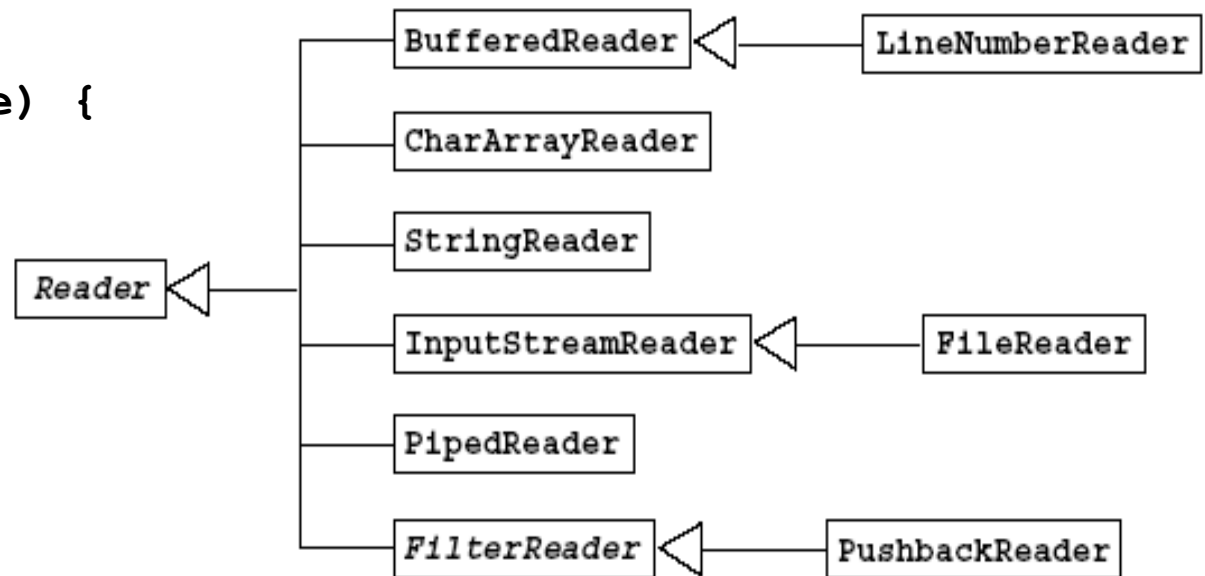 BufferedReader
LineNumberReader
e) {
CharArrayReader
StringReader
Reader
InputStreamReader
FileReader
PipedReader
FilterReader
PushbackReader